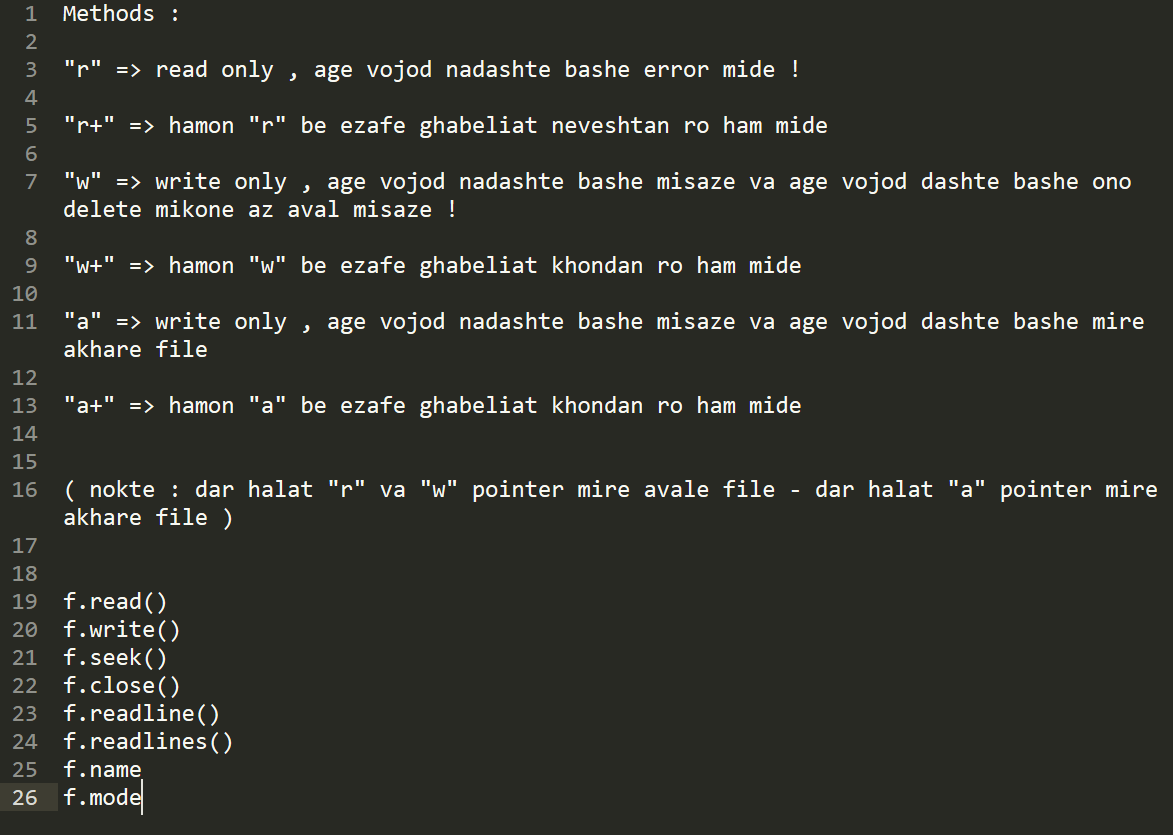 1 Methods :
2
3 "r" => read only , age vojod nadashte bashe error mide !
4
5 "r+" => hamon "r" be ezafe ghabeliat neveshtan ro ham mide
6
7 "w" => write only , age vojod nadashte bashe misaze va age vojod dashte bashe ono
delete mikone az aval misaze !
8
9 "w+" => hamon "w" be ezafe ghabeliat khondan ro ham mide
10
11 "a" => write only , age vojod nadashte bashe misaze va age vojod dashte bashe mire
akhare file
12
13 "a+" => hamon "a" be ezafe ghabeliat khondan ro ham mide
14
15
16 ( nokte : dar halat "r" va "w" pointer mire avale file - dar halat "a" pointer mire
akhare file )
17
18
19 f.read()
20 f.write()
21 f.seek()
22 f.close()
23 f.readline()
24 f.readlines()
25 f.name
26 f.mode